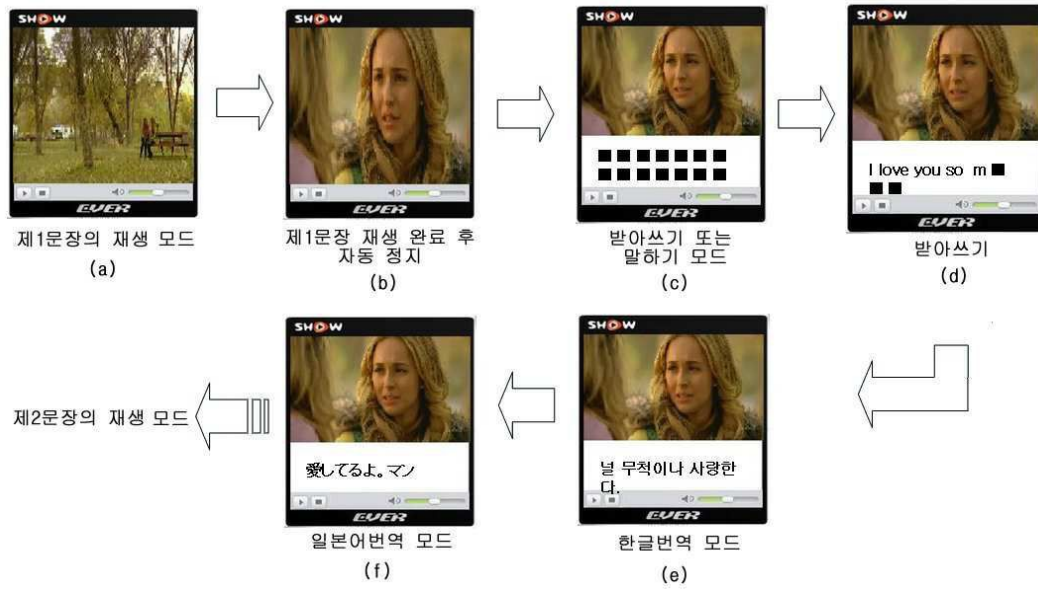 SHOW
EVER
제1문장의 재생 모드
(a)
SHOW
EVER
제1문장 재생 완료 후
자동 정지
(b)
SHOW
■ ■ ■ ■ ■ ■ ■
■ ■ ■ ■ ■ ■ ■
EVER
받아쓰기 또는
말하기 모드
(c)
SHOW
I love you so m ■
■ ■
EVER
받아쓰기
(d)
SHOW
널 무척이나 사랑한
다.
EVER
한글번역 모드
(e)
SHOW
愛してるよ。マン
EVER
일본어번역 모드
(f)
제2문장의 재생 모드